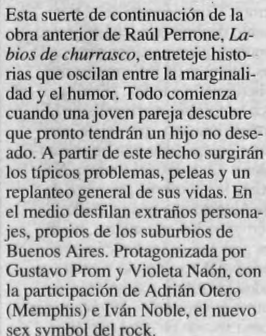 Esta suerte de continuación de la
obra anterior de Raúl Perrone, La-
bios de churrasco, entreteje histo-
rias que oscilan entre la marginali-
dad y el humor. Todo comienza
cuando una joven pareja descubre
que pronto tendrán un hijo no dese-
ado. A partir de este hecho surgirán
los típicos problemas, peleas y un
replanteo general de sus vidas. En
el medio desfilan extraños persona-
jes, propios de los suburbios de
Buenos Aires. Protagonizada por
Gustavo Prom y Violeta Naón, con
la participación de Adrián Otero
(Memphis) e Iván Noble, el nuevo
sex symbol del rock.